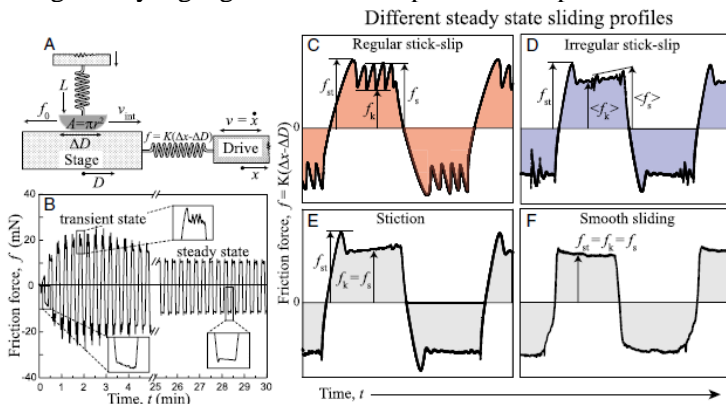 Different steady state sliding profiles
A
L
f₀
A=πr²
v_int
ΔD
Stage
D
f = K(Δx-ΔD)
v = ẋ
Drive
x
B
Friction force, f (mN)
40
20
0
-20
-40
transient state
steady state
0 1 2 3 4 25 26 27 28 29 30
Time, t (min)
Friction force, f = K(Δx-ΔD)
C
Regular stick-slip
f_st
f_k
f_s
0
D
Irregular stick-slip
f_st
<f_k>
<f_s>
E
Stiction
f_st
f_k = f_s
0
F
Smooth sliding
f_st = f_k = f_s
Time, t